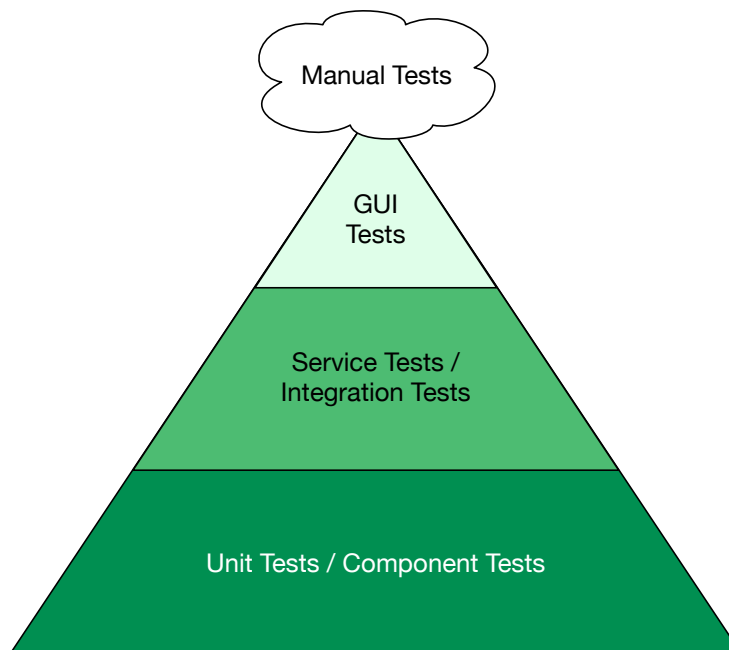 Manual Tests
GUI
Tests
Service Tests /
Integration Tests
Unit Tests / Component Tests